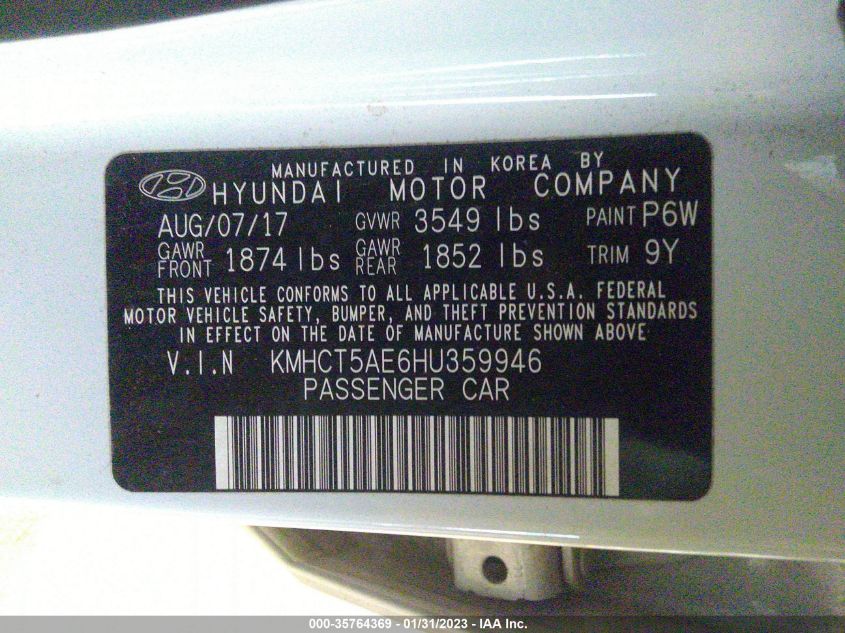 MANUFACTURED IN KOREA BY
HYUNDAI MOTOR COMPANY
AUG/07/17 GVWR 3549 lbs PAINT P6W
GAWR FRONT 1874 lbs GAWR REAR 1852 lbs TRIM 9Y
THIS VEHICLE CONFORMS TO ALL APPLICABLE U.S.A. FEDERAL
MOTOR VEHICLE SAFETY, BUMPER, AND THEFT PREVENTION STANDARDS
IN EFFECT ON THE DATE OF MANUFACTURE SHOWN ABOVE
V.I.N KMHCT5AE6HU359946
PASSENGER CAR
000-35764369 - 01/31/2023 - IAA Inc.